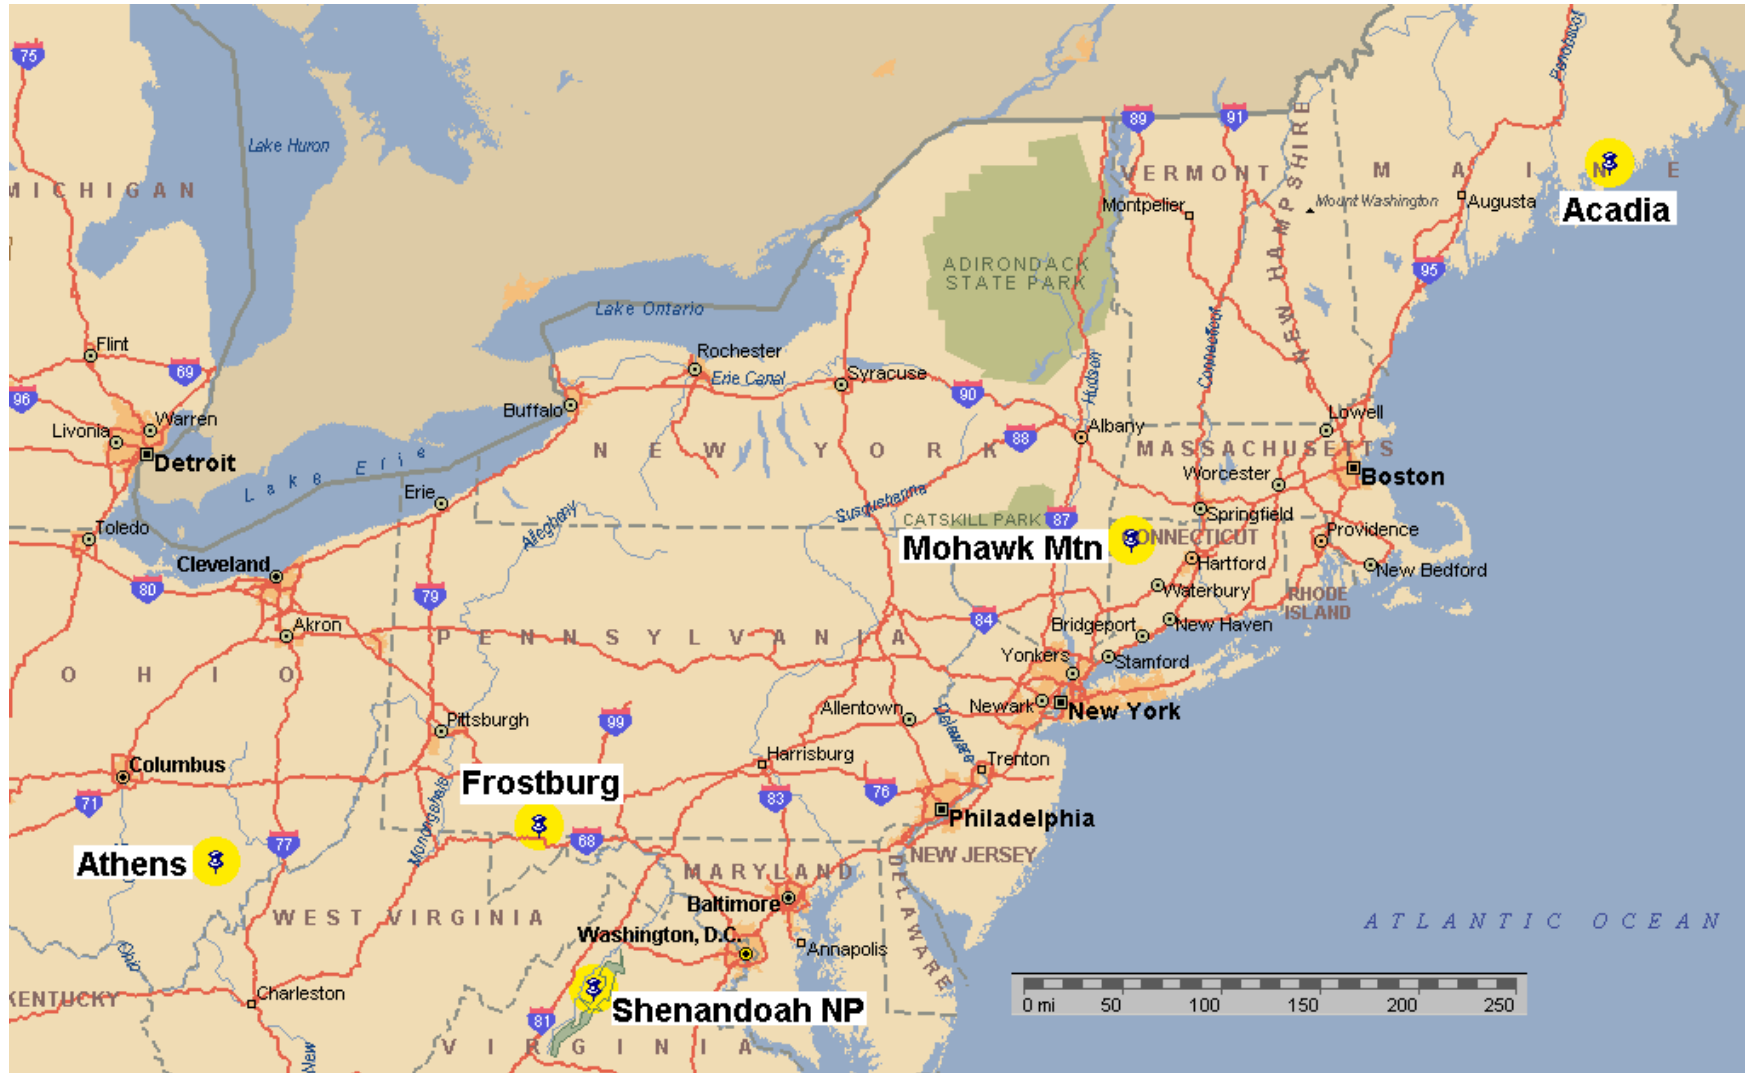 75
89
91
Penobscot
Lake Huron
MICHIGAN
VERMONT
NEW HAMPSHIRE
MAINE
Acadia
Montpelier
Mount Washington
Augusta
ADIRONDACK
STATE PARK
95
Lake Ontario
Flint
69
Rochester
Erie Canal
Syracuse
90
Hudson
Connecticut
96
Warren
Livonia
Buffalo
Lowell
Albany
88
NEW YORK
MASSACHUSETTS
Detroit
Lake Erie
Worcester
Boston
Erie
Allegheny
Susquehanna
CATSKILL PARK
87
Springfield
Toledo
Mohawk Mtn
CONNECTICUT
Providence
Cleveland
Hartford
New Bedford
80
79
Waterbury
RHODE
ISLAND
Akron
84
Bridgeport
New Haven
PENNSYLVANIA
Yonkers
Stamford
OHIO
Pittsburgh
99
Allentown
Newark
New York
Delaware
Columbus
Harrisburg
Trenton
Frostburg
71
Monongahela
83
76
Philadelphia
Athens
77
68
NEW JERSEY
MARYLAND
DELAWARE
WEST VIRGINIA
Baltimore
ATLANTIC OCEAN
Washington, D.C.
Annapolis
Ohio
KENTUCKY
Charleston
Shenandoah NP
0 mi 50 100 150 200 250
81
New
VIRGINIA